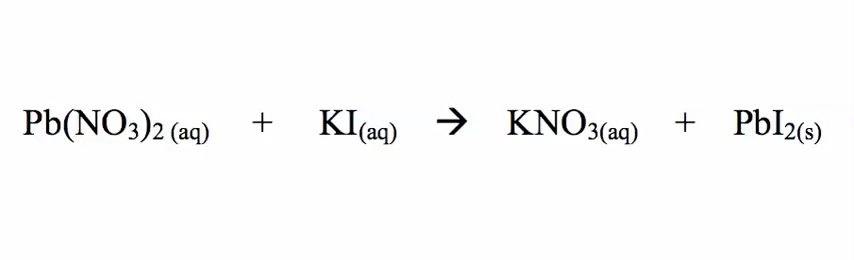 Pb(NO₃)₂ (aq) + KI(aq) → KNO₃(aq) + PbI₂(s)